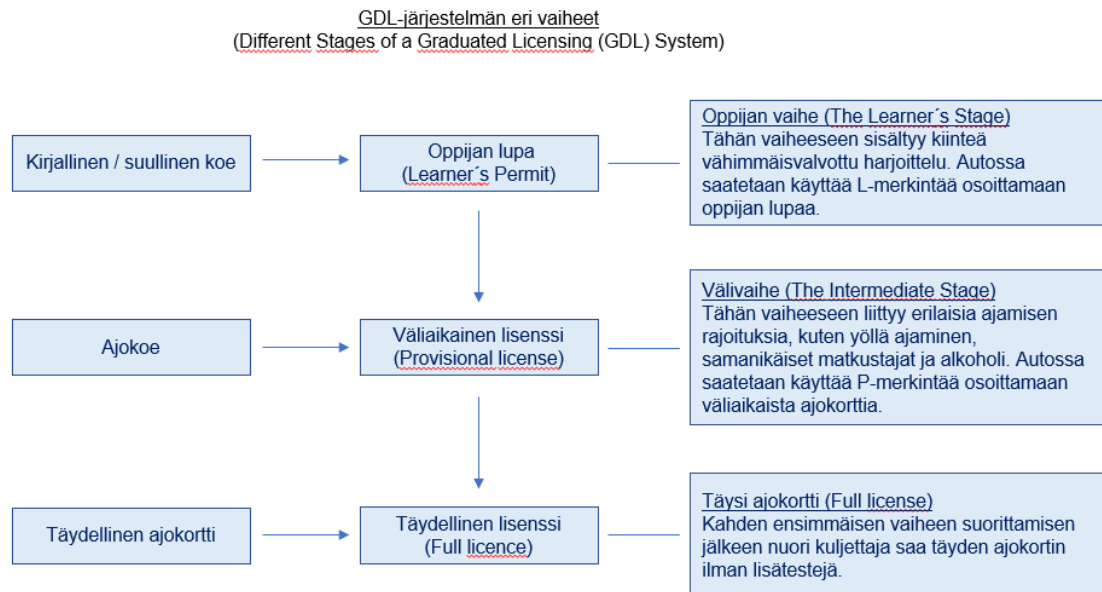 GDL-järjestelmän eri vaiheet
(Different Stages of a Graduated Licensing (GDL) System)
Kirjallinen / suullinen koe
Oppijan lupa
(Learner´s Permit)
Oppijan vaihe (The Learner´s Stage)
Tähän vaiheeseen sisältyy kiinteä
vähimmäisvalvottu harjoittelu. Autossa
saatetaan käyttää L-merkintää osoittamaan
oppijan lupaa.
Ajokoe
Väliaikainen lisenssi
(Provisional license)
Välivaihe (The Intermediate Stage)
Tähän vaiheeseen liittyy erilaisia ajamisen
rajoituksia, kuten yöllä ajaminen,
samanikäiset matkustajat ja alkoholi. Autossa
saatetaan käyttää P-merkintää osoittamaan
väliaikaista ajokorttia.
Täydellinen ajokortti
Täydellinen lisenssi
(Full licence)
Täysi ajokortti (Full license)
Kahden ensimmäisen vaiheen suorittamisen
jälkeen nuori kuljettaja saa täyden ajokortin
ilman lisätestejä.